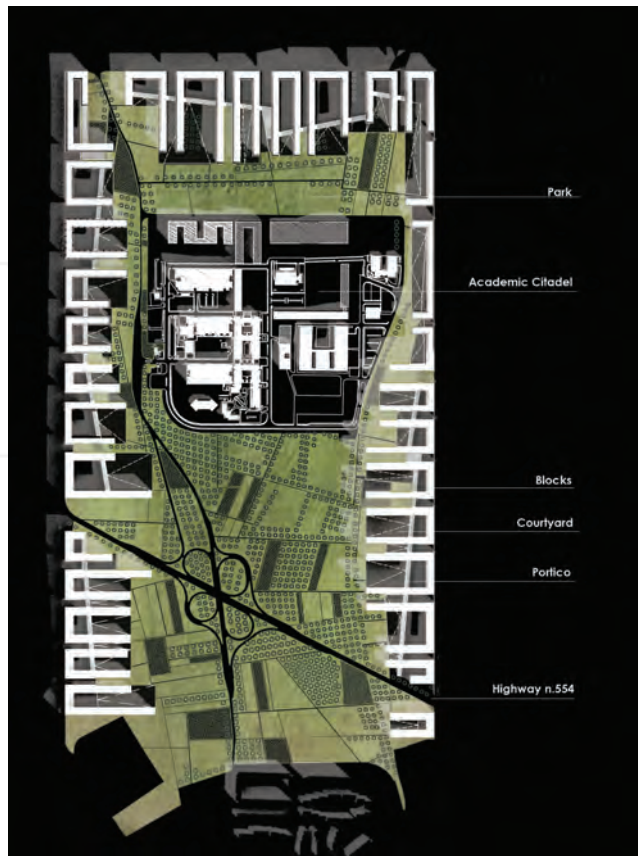 Park
Academic Citadel
Blocks
Courtyard
Portico
Highway n.554